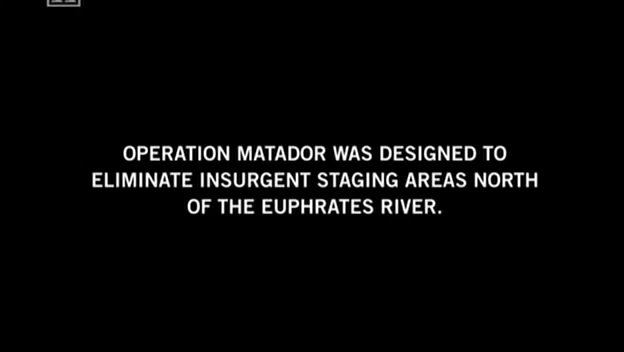 OPERATION MATADOR WAS DESIGNED TO
ELIMINATE INSURGENT STAGING AREAS NORTH
OF THE EUPHRATES RIVER.